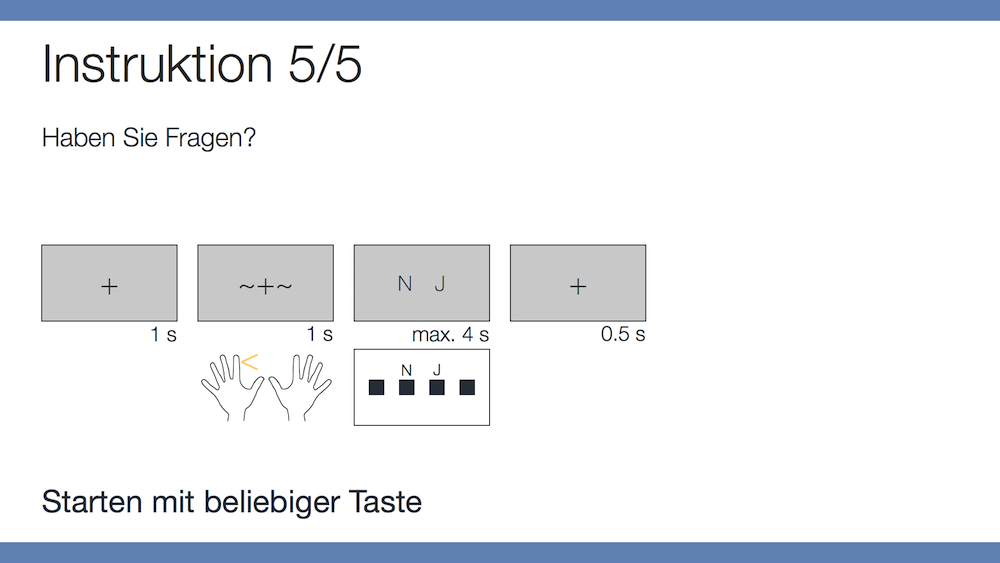 Instruktion 5/5
Haben Sie Fragen?
+ ~+~ N J +
1 s 1 s max. 4 s 0.5 s
<
N J
Starten mit beliebiger Taste